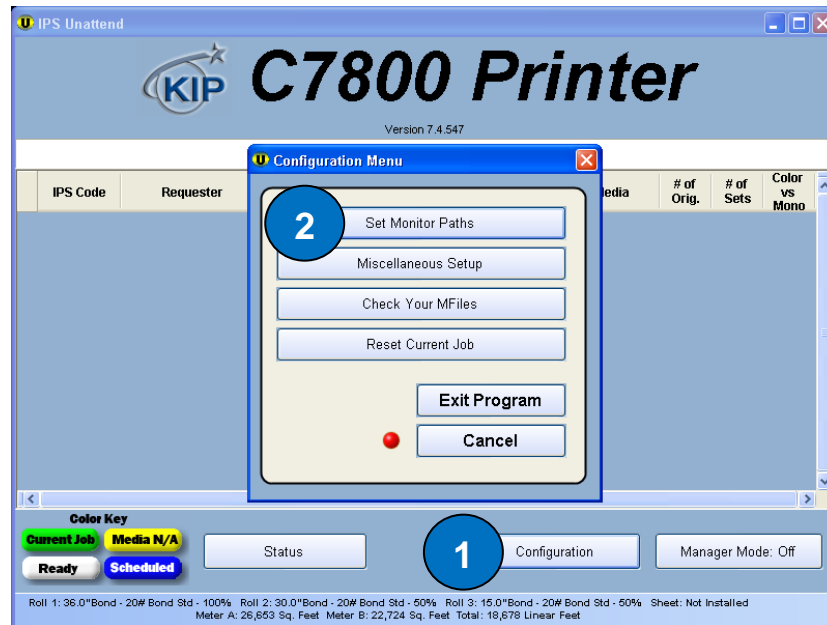 IPS Unattend
KIP C7800 Printer
Version 7.4.547
Configuration Menu
IPS Code Requester edia # of Orig. # of Sets Color vs Mono
2 Set Monitor Paths
Miscellaneous Setup
Check Your MFiles
Reset Current Job
Exit Program
Cancel
Color Key
Current Job Media N/A
Ready Scheduled
Status 1 Configuration Manager Mode: Off
Roll 1: 36.0"Bond - 20# Bond Std - 100% Roll 2: 30.0"Bond - 20# Bond Std - 50% Roll 3: 15.0"Bond - 20# Bond Std - 50% Sheet: Not Installed
Meter A: 26,653 Sq. Feet Meter B: 22,724 Sq. Feet Total: 18,678 Linear Feet